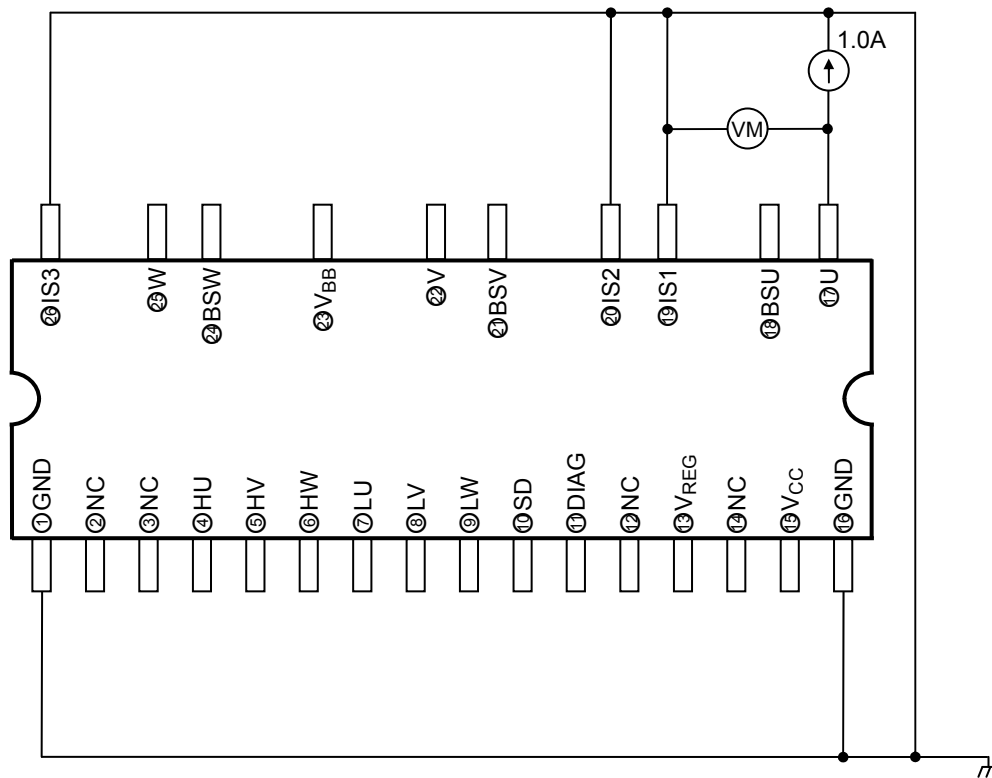 1.0A
VM
㉖IS3
㉕W
㉔BSW
㉓VBB
㉒V
㉑BSV
⑳IS2
⑲IS1
⑱BSU
⑰U
①GND
②NC
③NC
④HU
⑤HV
⑥HW
⑦LU
⑧LV
⑨LW
⑩SD
⑪DIAG
⑫NC
⑬VREG
⑭NC
⑮VCC
⑯GND